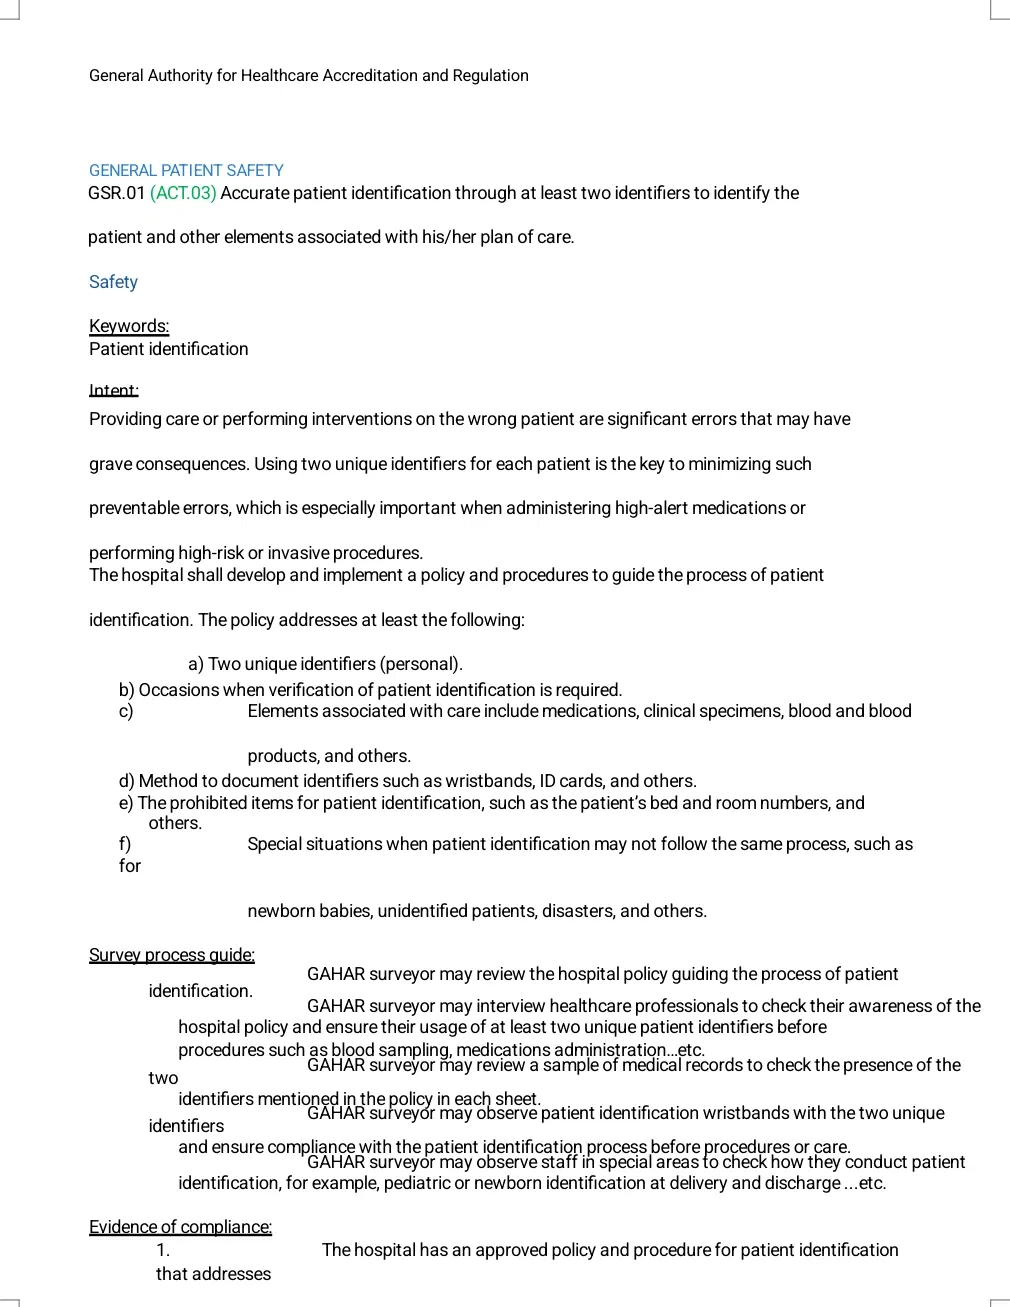 General Authority for Healthcare Accreditation and Regulation
GENERAL PATIENT SAFETY
GSR.01 (ACT.03) Accurate patient identification through at least two identifiers to identify the
patient and other elements associated with his/her plan of care.
Safety
Keywords:
Patient identification
Intent:
Providing care or performing interventions on the wrong patient are significant errors that may have
grave consequences. Using two unique identifiers for each patient is the key to minimizing such
preventable errors, which is especially important when administering high-alert medications or
performing high-risk or invasive procedures.
The hospital shall develop and implement a policy and procedures to guide the process of patient
identification. The policy addresses at least the following:
a) Two unique identifiers (personal).
b) Occasions when verification of patient identification is required.
c) Elements associated with care include medications, clinical specimens, blood and blood
products, and others.
d) Method to document identifiers such as wristbands, ID cards, and others.
e) The prohibited items for patient identification, such as the patient’s bed and room numbers, and
others.
f) Special situations when patient identification may not follow the same process, such as
for
newborn babies, unidentified patients, disasters, and others.
Survey process guide:
GAHAR surveyor may review the hospital policy guiding the process of patient
identification.
GAHAR surveyor may interview healthcare professionals to check their awareness of the
hospital policy and ensure their usage of at least two unique patient identifiers before
procedures such as blood sampling, medications administration…etc.
GAHAR surveyor may review a sample of medical records to check the presence of the
two
identifiers mentioned in the policy in each sheet.
GAHAR surveyor may observe patient identification wristbands with the two unique
identifiers
and ensure compliance with the patient identification process before procedures or care.
GAHAR surveyor may observe staff in special areas to check how they conduct patient
identification, for example, pediatric or newborn identification at delivery and discharge …etc.
Evidence of compliance:
1. The hospital has an approved policy and procedure for patient identification
that addresses